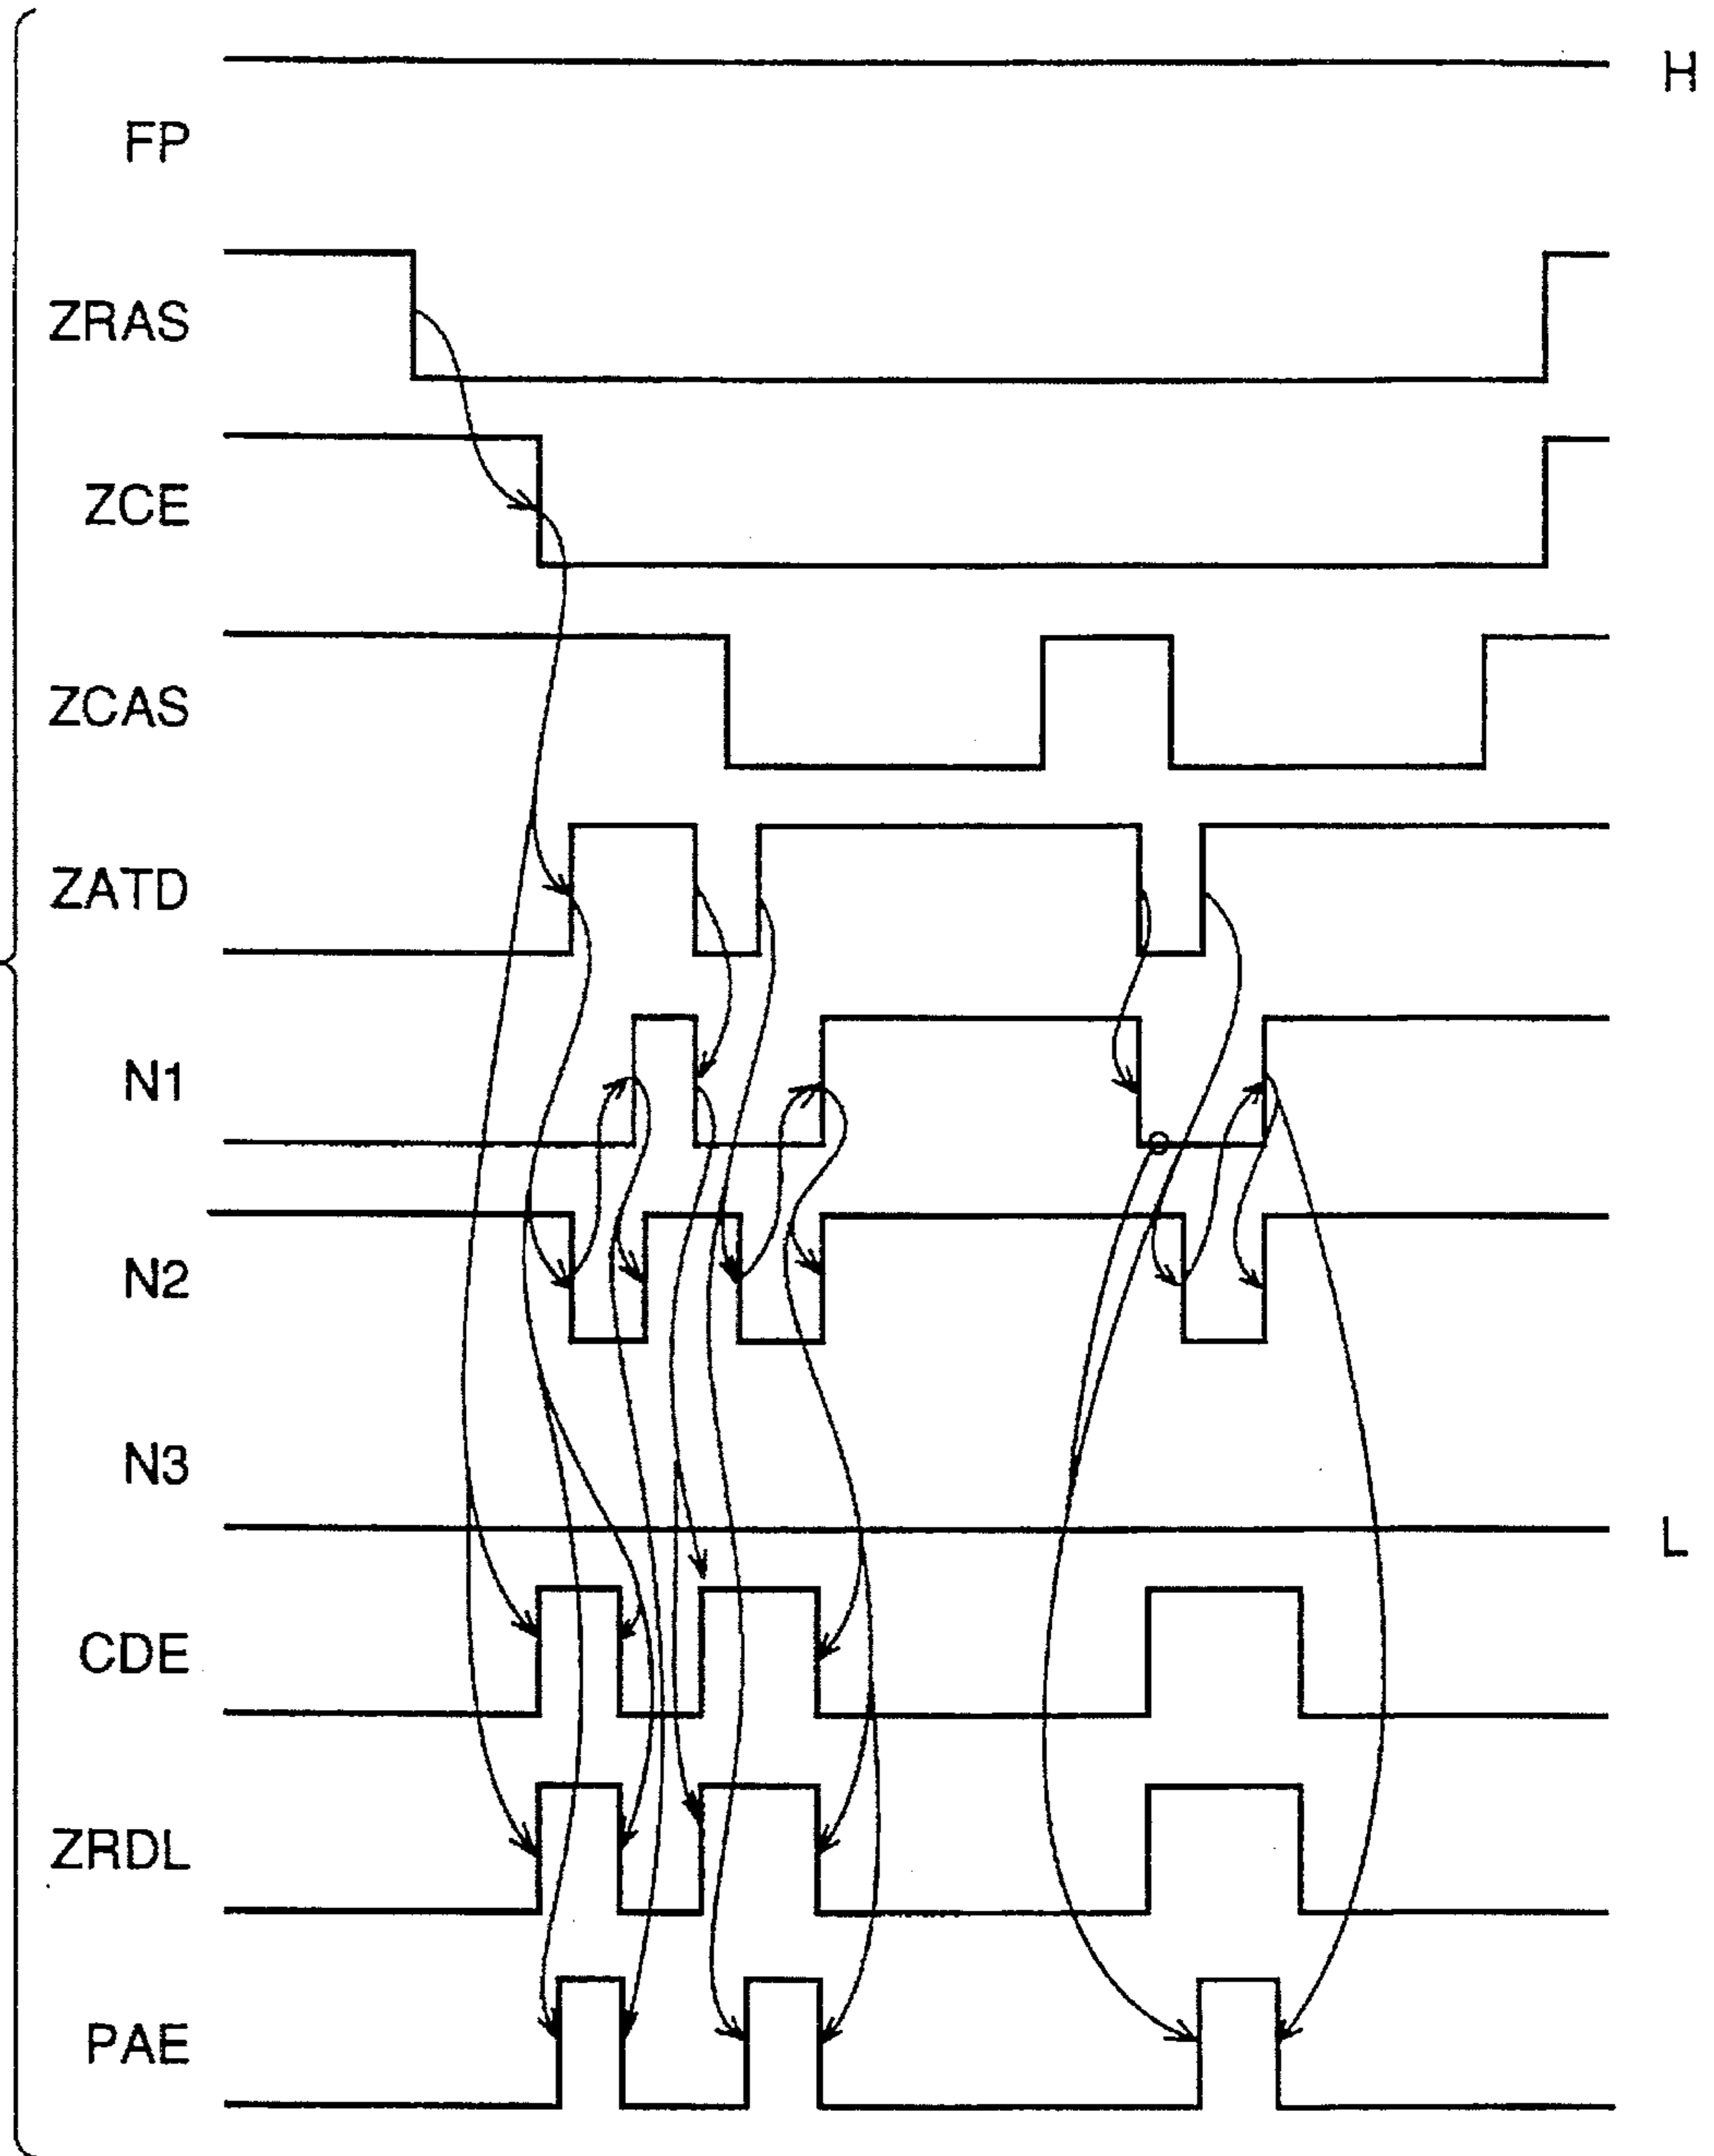 H
FP
ZRAS
ZCE
ZCAS
ZATD
N1
N2
N3
L
CDE
ZRDL
PAE